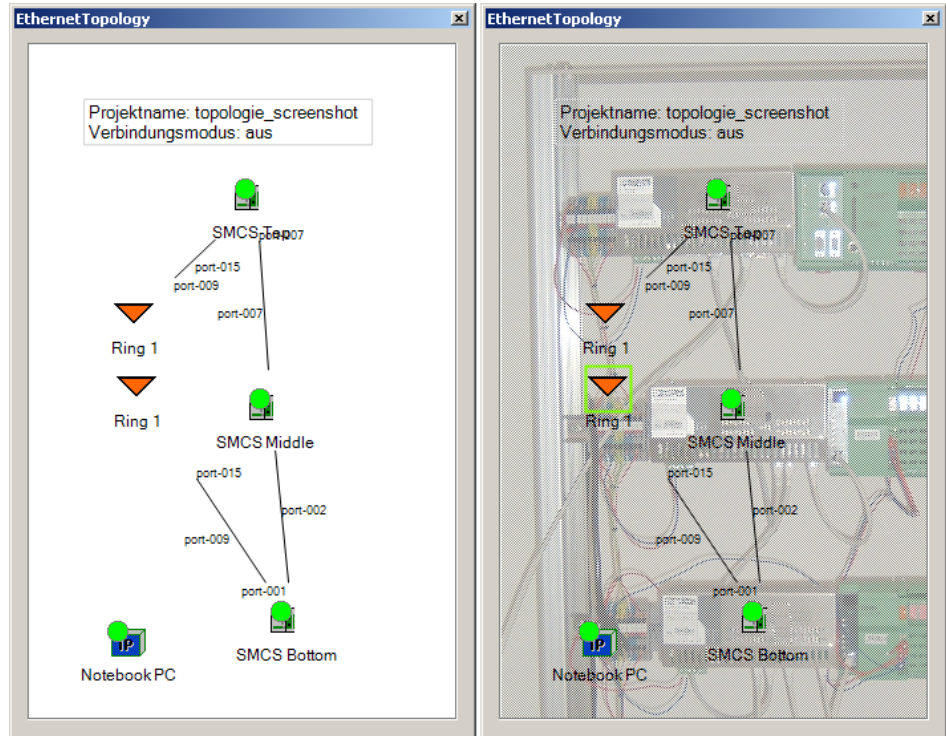 EthernetTopology
Projektname: topologie_screenshot
Verbindungsmodus: aus
SMCS Top
port-007
port-015
port-009
port-007
Ring 1
Ring 1
SMCS Middle
port-015
port-002
port-009
port-001
SMCS Bottom
IP
Notebook PC
EthernetTopology
Projektname: topologie_screenshot
Verbindungsmodus: aus
SMCS Top
port-007
port-015
port-009
port-007
Ring 1
Ring 1
SMCS Middle
port-015
port-002
port-009
port-001
SMCS Bottom
IP
Notebook PC